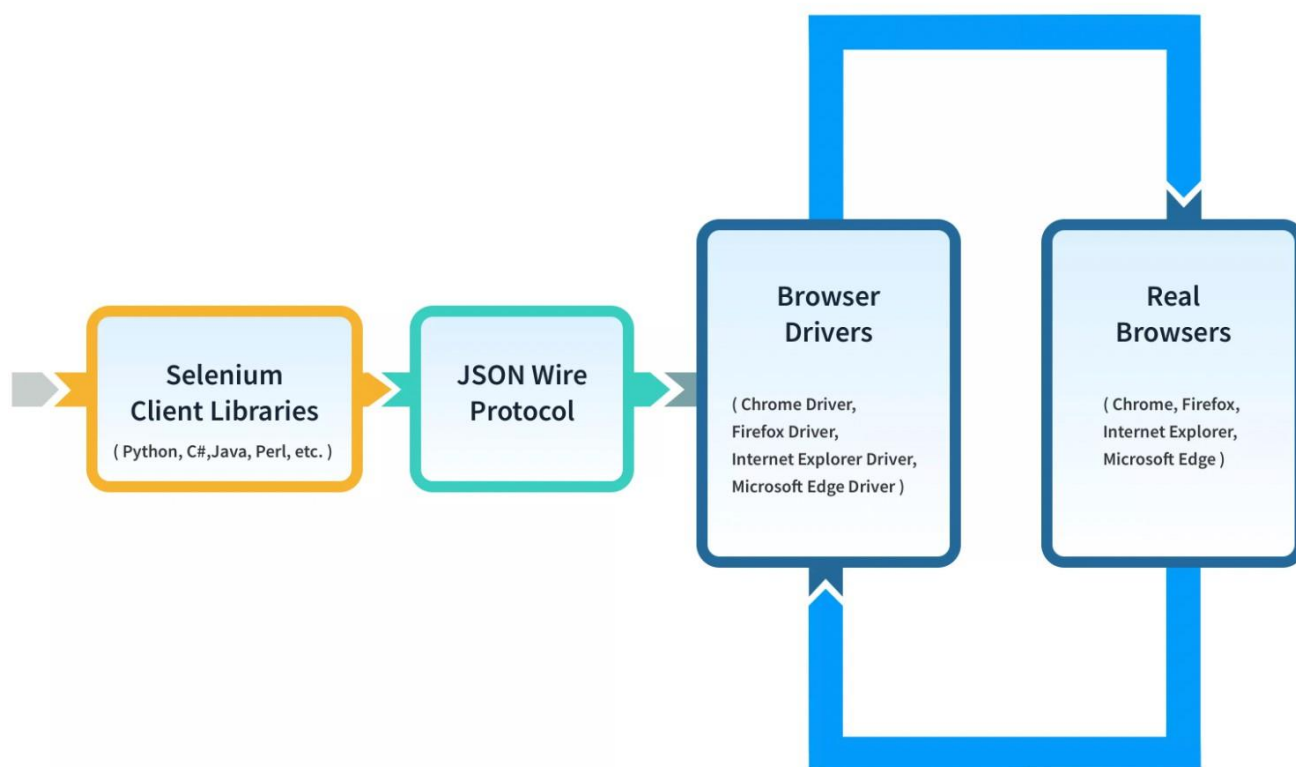 Selenium
Client Libraries
( Python, C#,Java, Perl, etc. )
JSON Wire
Protocol
Browser
Drivers
( Chrome Driver,
Firefox Driver,
Internet Explorer Driver,
Microsoft Edge Driver )
Real
Browsers
( Chrome, Firefox,
Internet Explorer,
Microsoft Edge )